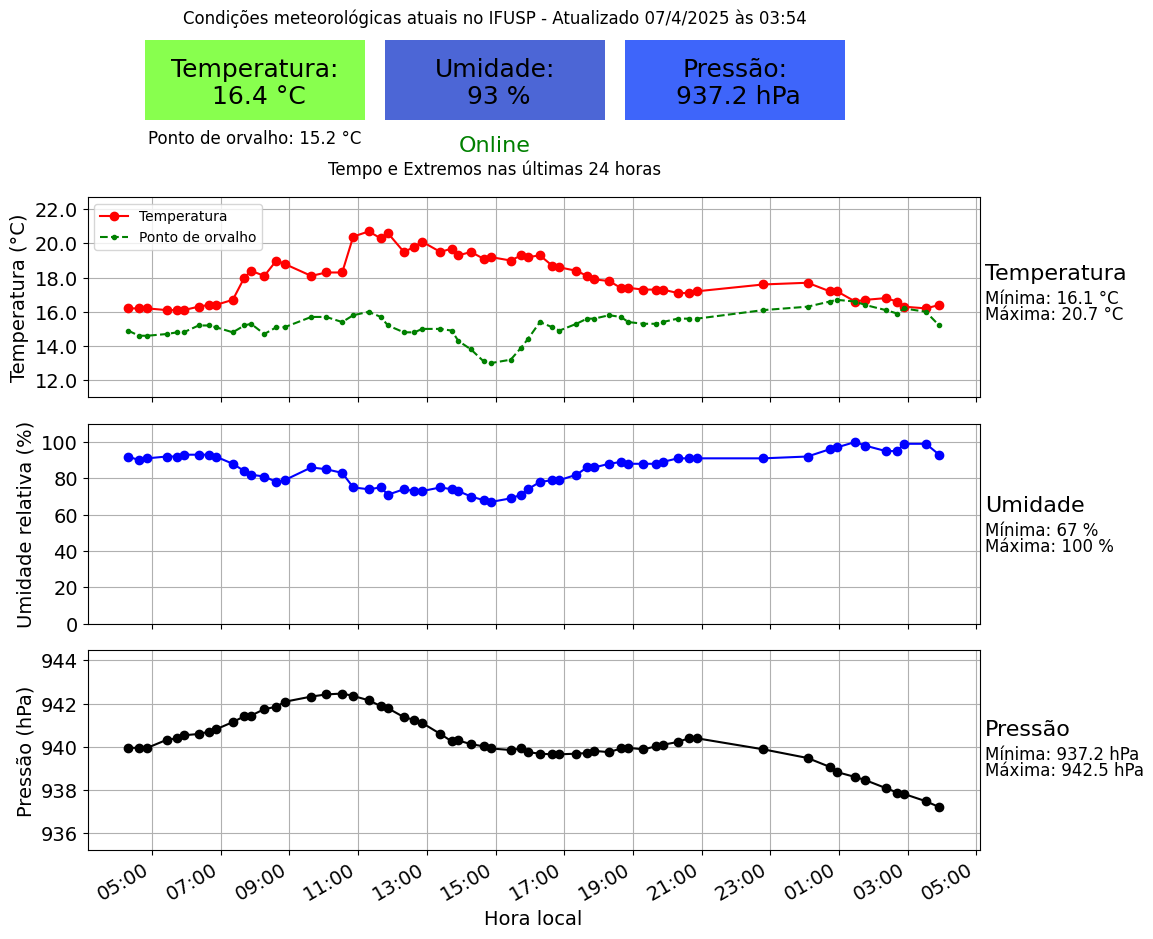 Condições meteorológicas atuais no IFUSP - Atualizado 07/4/2025 às 03:54
Temperatura:
16.4 °C
Umidade:
93 %
Pressão:
937.2 hPa
Ponto de orvalho: 15.2 °C
Online
Tempo e Extremos nas últimas 24 horas
Temperatura (°C)
22.0
20.0
18.0
16.0
14.0
12.0
Temperatura
Ponto de orvalho
Temperatura
Mínima: 16.1 °C
Máxima: 20.7 °C
Umidade relativa (%)
100
80
60
40
20
0
Umidade
Mínima: 67 %
Máxima: 100 %
Pressão (hPa)
944
942
940
938
936
Pressão
Mínima: 937.2 hPa
Máxima: 942.5 hPa
05:00 07:00 09:00 11:00 13:00 15:00 17:00 19:00 21:00 23:00 01:00 03:00 05:00
Hora local